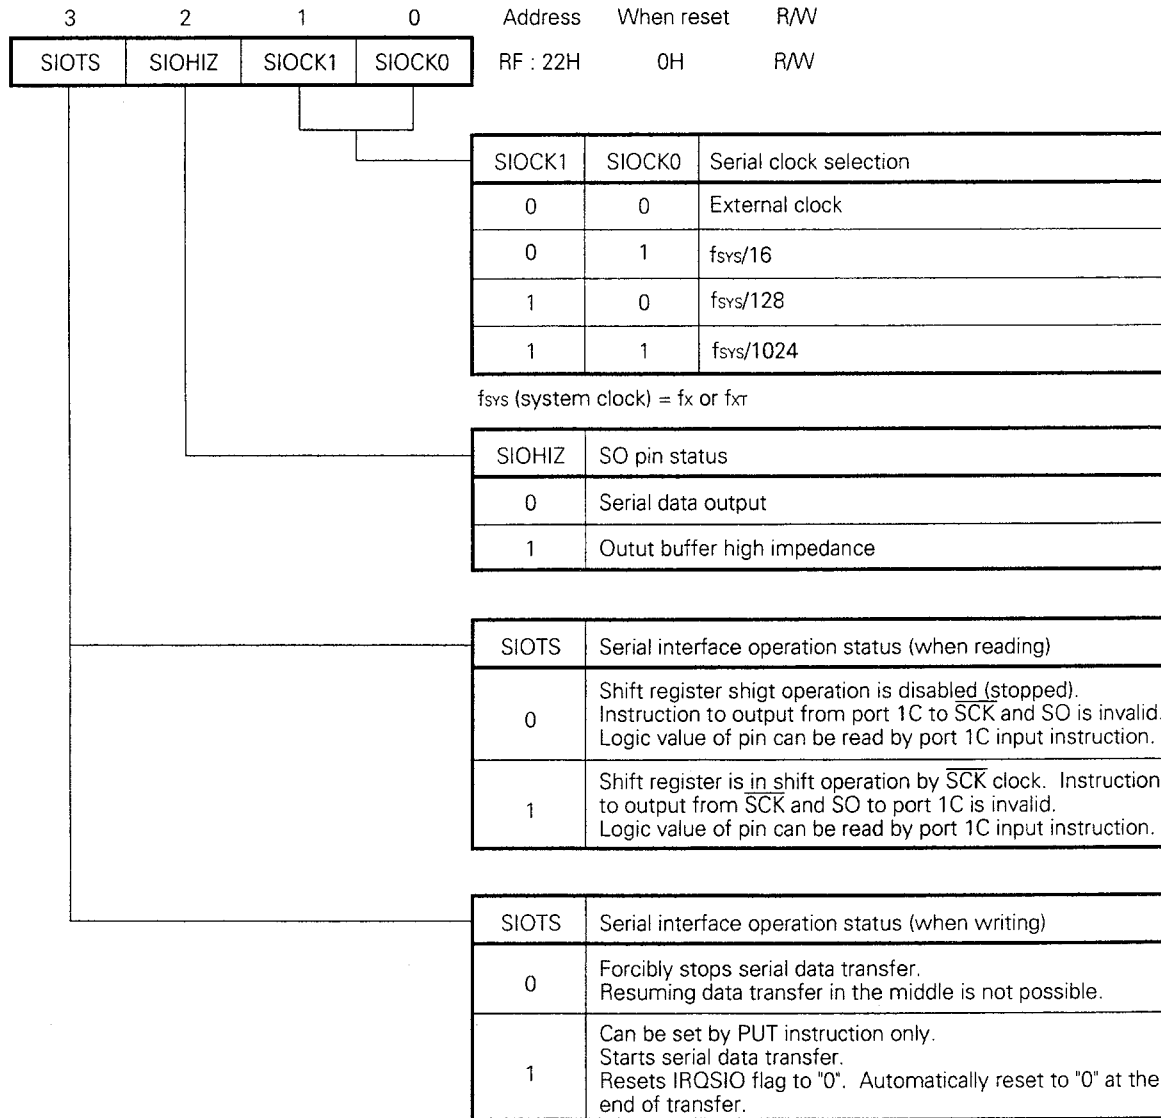 3 2 1 0 Address When reset R/W
SIOTS SIOHIZ SIOCK1 SIOCK0 RF : 22H 0H R/W
SIOCK1 SIOCK0 Serial clock selection
0 0 External clock
0 1 fSYS/16
1 0 fSYS/128
1 1 fSYS/1024
fSYS (system clock) = fX or fXT
SIOHIZ SO pin status
0 Serial data output
1 Outut buffer high impedance
SIOTS Serial interface operation status (when reading)
0 Shift register shigt operation is disabled (stopped).
Instruction to output from port 1C to SCK and SO is invalid.
Logic value of pin can be read by port 1C input instruction.
1 Shift register is in shift operation by SCK clock. Instruction
to output from SCK and SO to port 1C is invalid.
Logic value of pin can be read by port 1C input instruction.
SIOTS Serial interface operation status (when writing)
0 Forcibly stops serial data transfer.
Resuming data transfer in the middle is not possible.
1 Can be set by PUT instruction only.
Starts serial data transfer.
Resets IRQSIO flag to "0". Automatically reset to "0" at the
end of transfer.